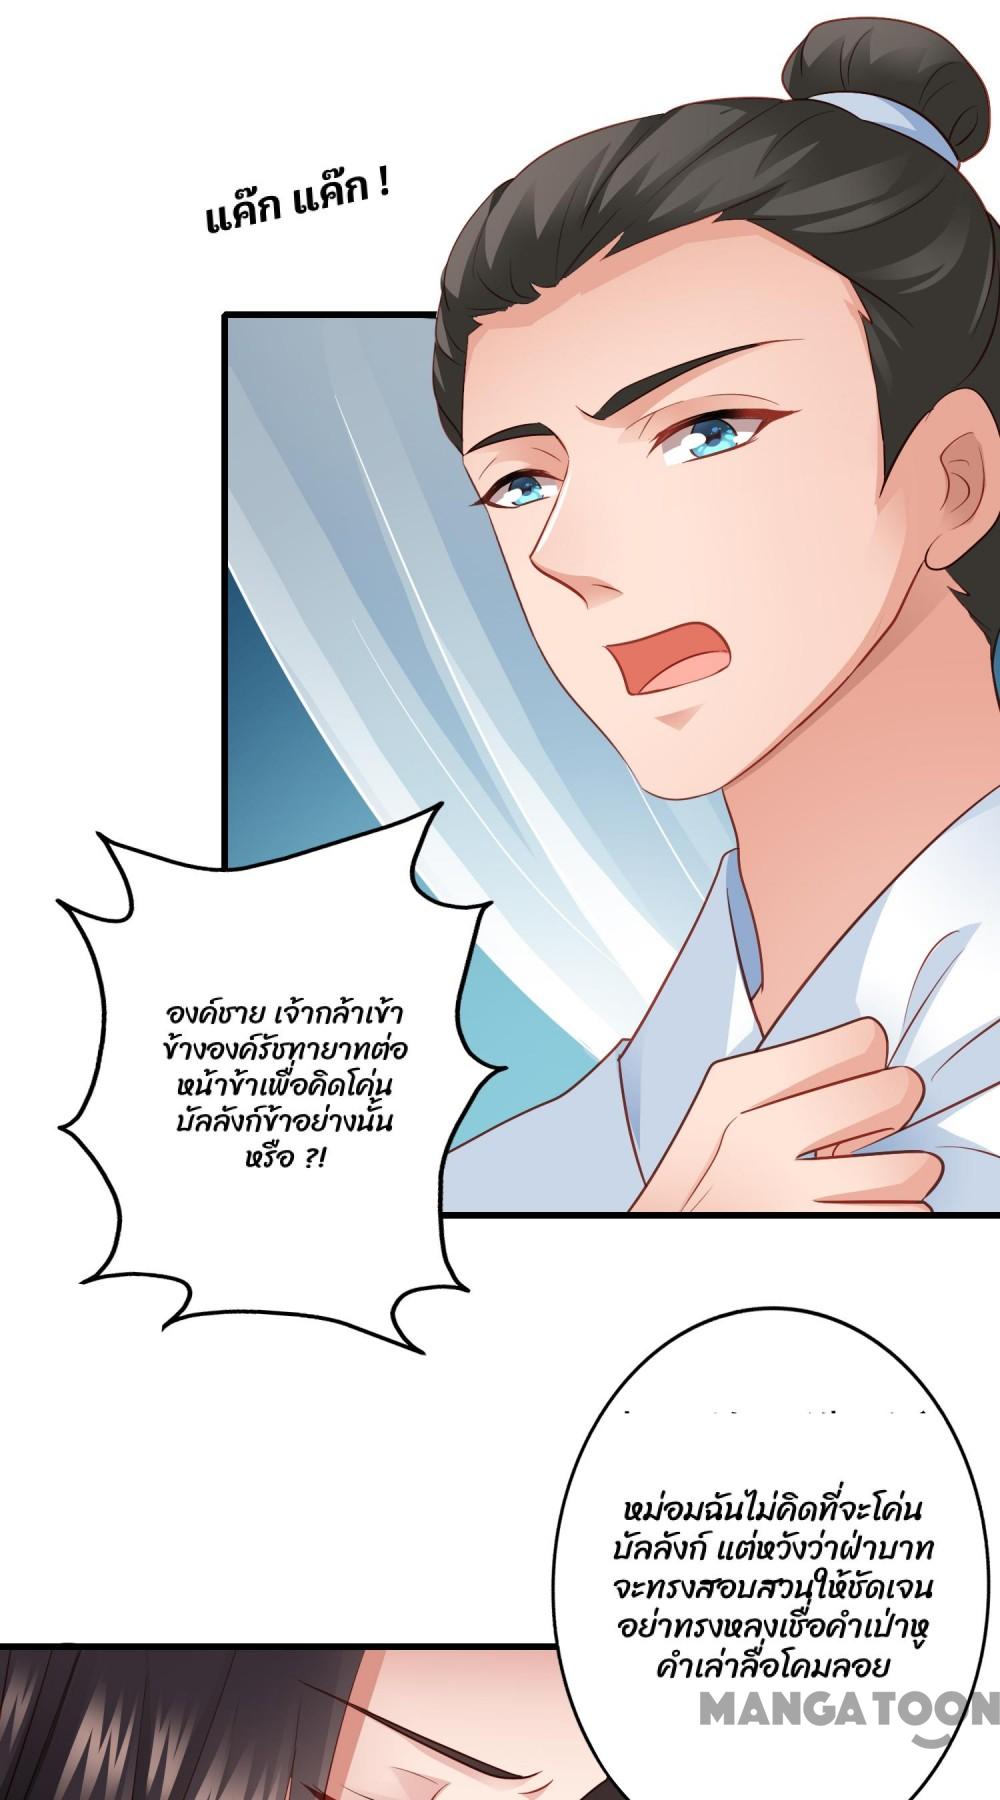 แค๊ก แค๊ก !
องค์ชาย เจ้ากล้าเข้า
ข้างองค์รัชทายาทต่อ
หน้าข้าเพื่อคิดโค่น
บัลลังก์ข้าอย่างนั้น
หรือ ?!
หม่อมฉันไม่คิดที่จะโค่น
บัลลังก์ แต่หวังว่าฝ่าบาท
จะทรงสอบสวนให้ชัดเจน
อย่าทรงหลงเชื่อคำเป่าหู
คำเล่าลื่อโคมลอย
MANGATOON